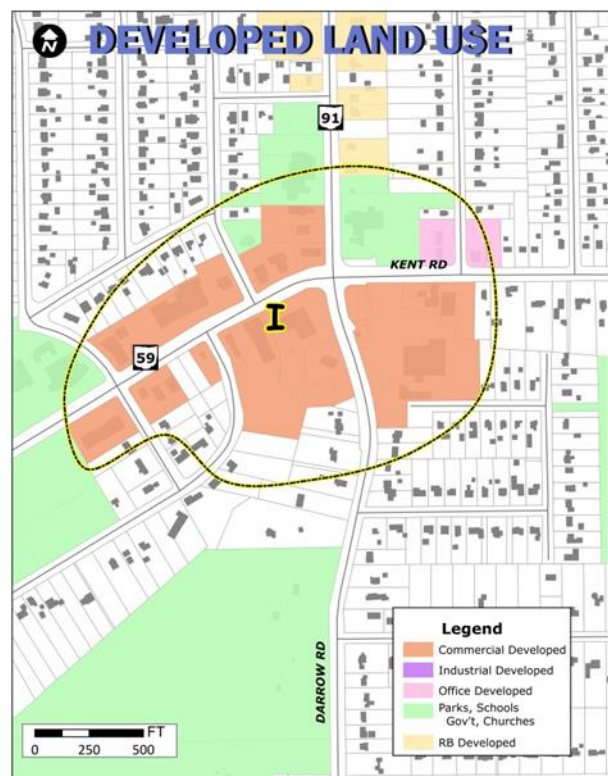 N
DEVELOPED LAND USE
91
KENT RD
I
59
DARROW RD
Legend
Commercial Developed
Industrial Developed
Office Developed
Parks, Schools
Gov't, Churches
RB Developed
FT
0 250 500